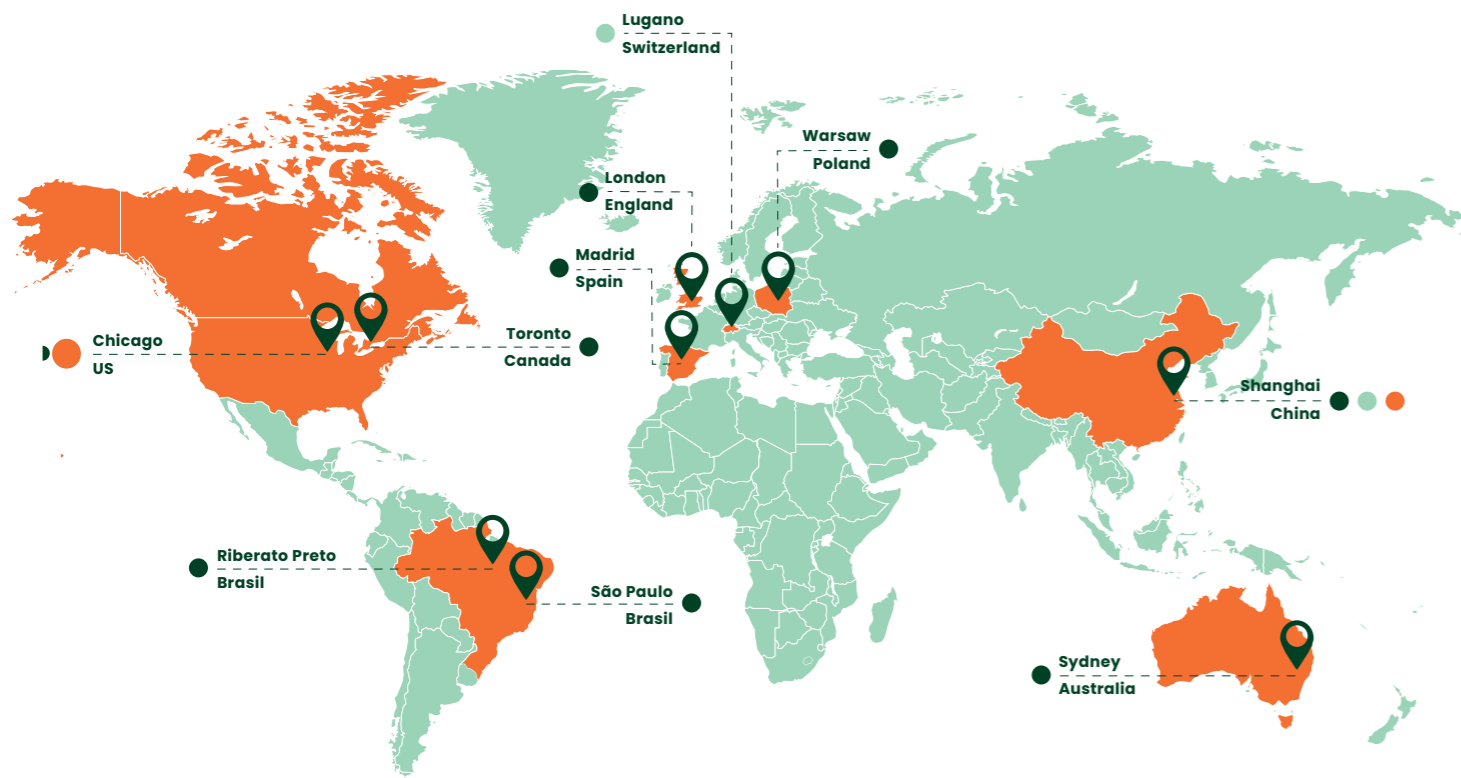 Lugano
Switzerland
Warsaw
Poland
London
England
Madrid
Spain
Chicago
US
Toronto
Canada
Shanghai
China
Riberato Preto
Brasil
São Paulo
Brasil
Sydney
Australia